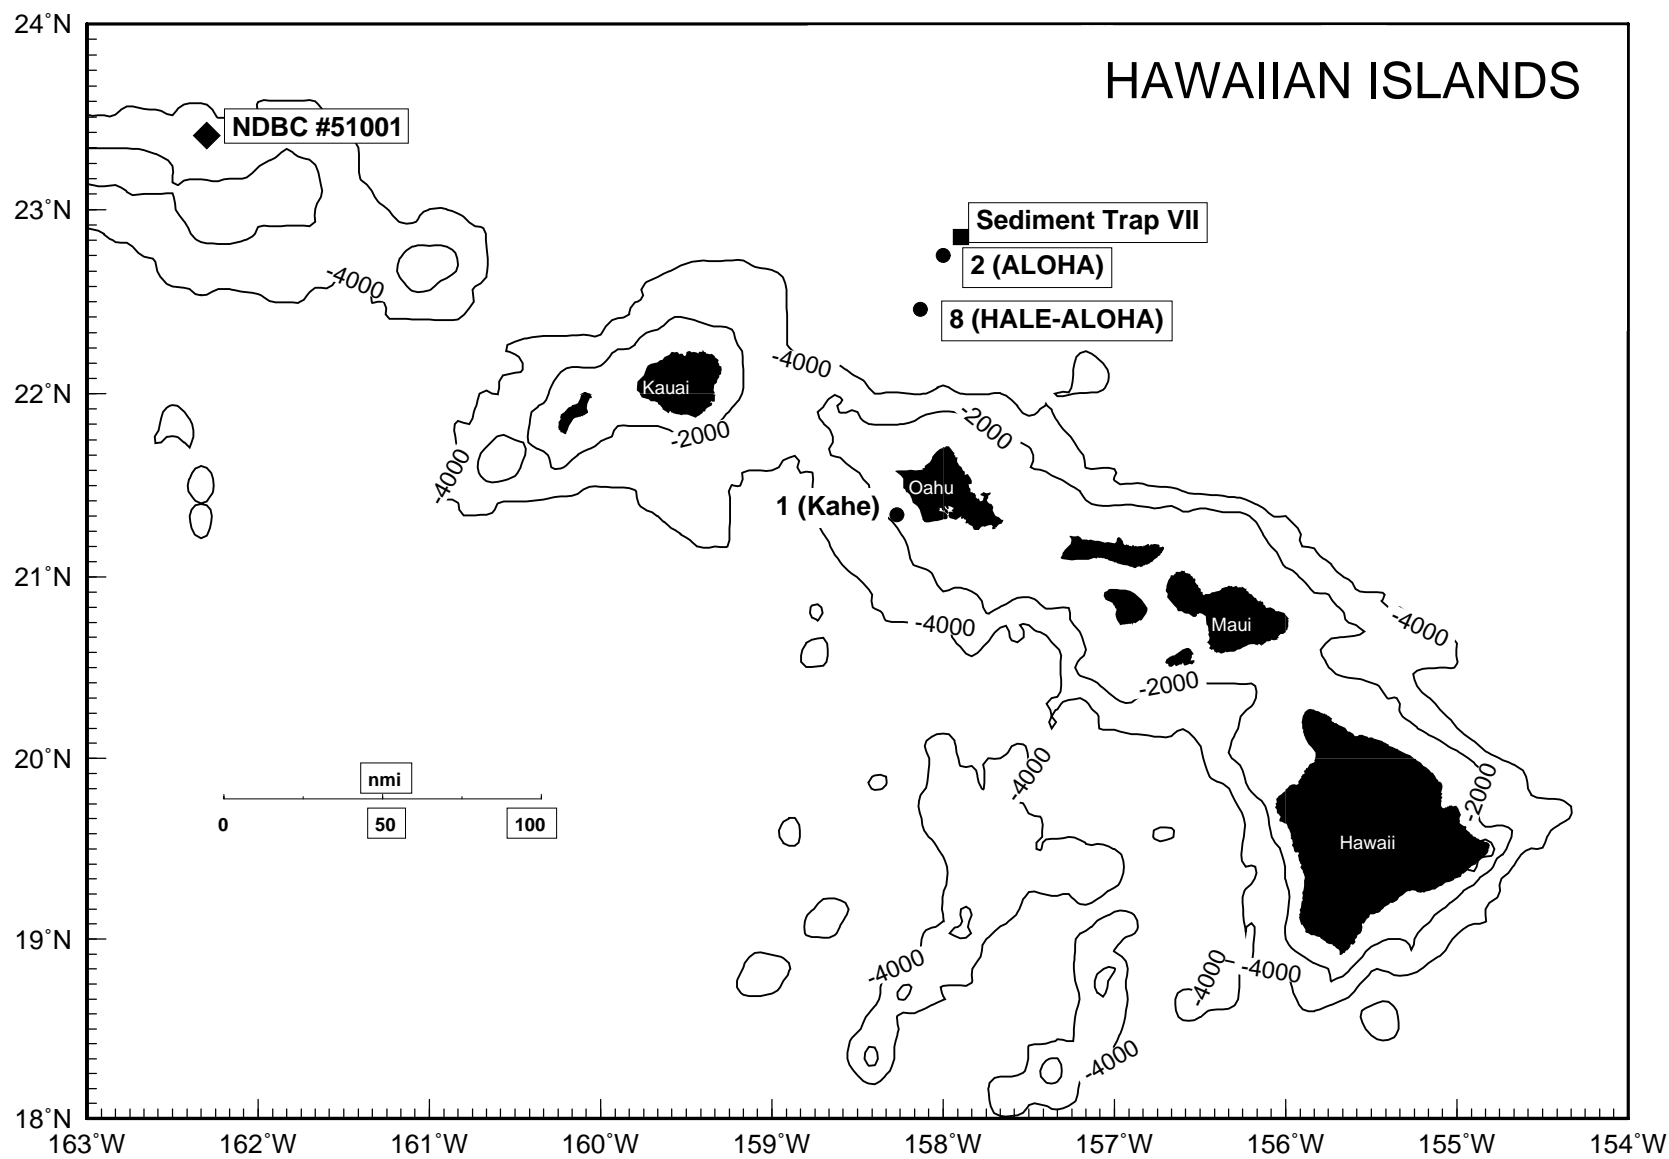 24˚N
HAWAIIAN ISLANDS
NDBC #51001
23˚N
Sediment Trap VII
2 (ALOHA)
-4000
8 (HALE-ALOHA)
-4000
22˚N
Kauai
-2000
-2000
-4000
Oahu
1 (Kahe)
21˚N
-4000
Maui
-4000
-2000
20˚N
nmi
-4000
-2000
0
50
100
Hawaii
19˚N
-4000
-4000
-4000
-4000
18˚N
163˚W
162˚W
161˚W
160˚W
159˚W
158˚W
157˚W
156˚W
155˚W
154˚W